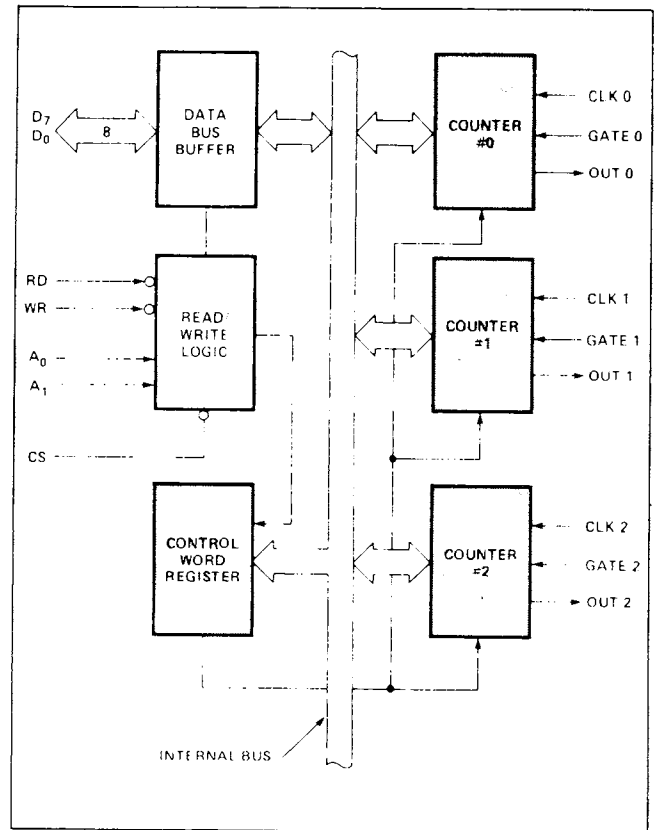 D7
D0
8
DATA
BUS
BUFFER
COUNTER
#0
CLK 0
GATE 0
OUT 0
RD
WR
A0
A1
CS
READ/
WRITE
LOGIC
COUNTER
#1
CLK 1
GATE 1
OUT 1
CONTROL
WORD
REGISTER
COUNTER
#2
CLK 2
GATE 2
OUT 2
INTERNAL BUS